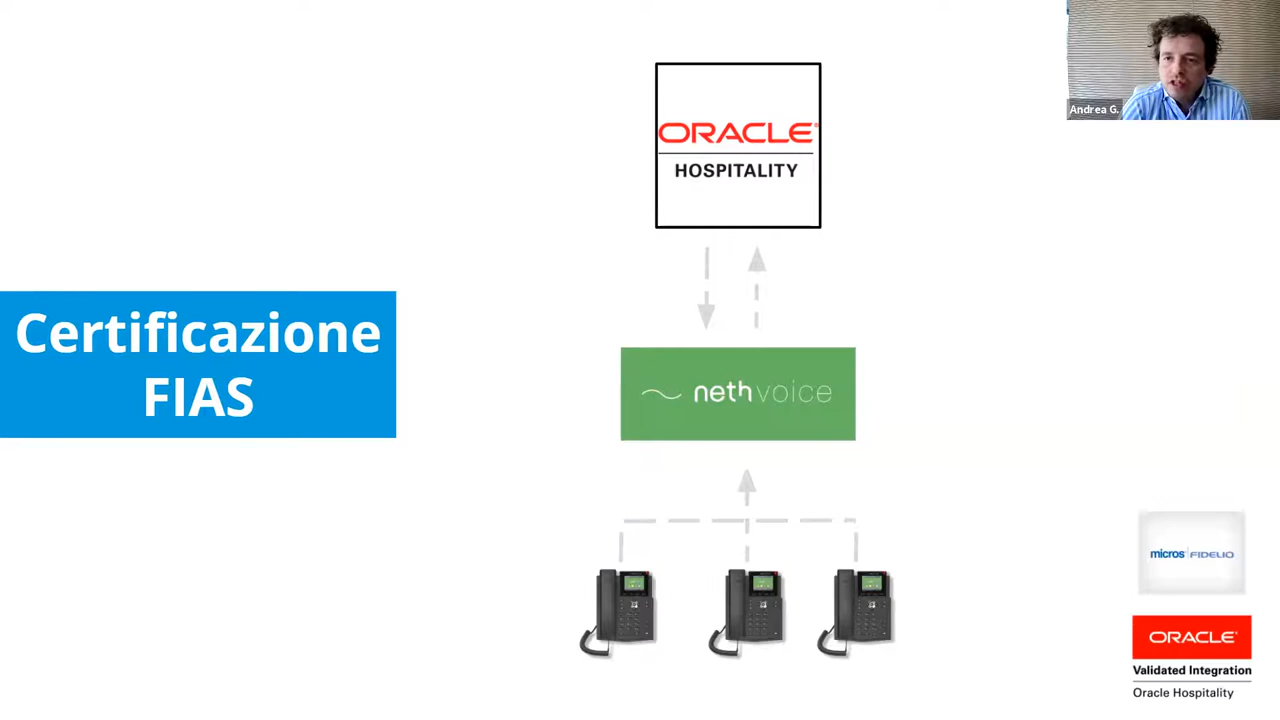 Andrea G.
ORACLE®
HOSPITALITY
Certificazione
FIAS
nethvoice
micros FIDELIO
ORACLE®
Validated Integration
Oracle Hospitality